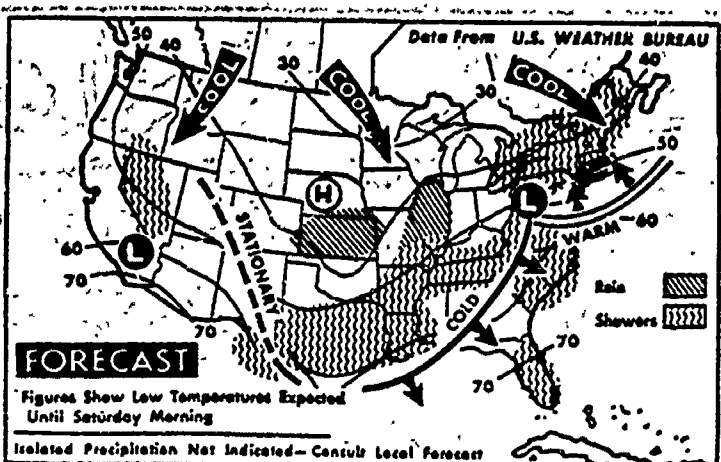 Data From U.S. WEATHER BUREAU
50
40
COOL
30
COOL
30
COOL
40
50
H
L
60
WARM
STATIONARY
60
L
70
70
COLD
Rain
Showers
70
70
FORECAST
Figures Show Low Temperatures Expected
Until Saturday Morning
Isolated Precipitation Not Indicated—Consult Local Forecast